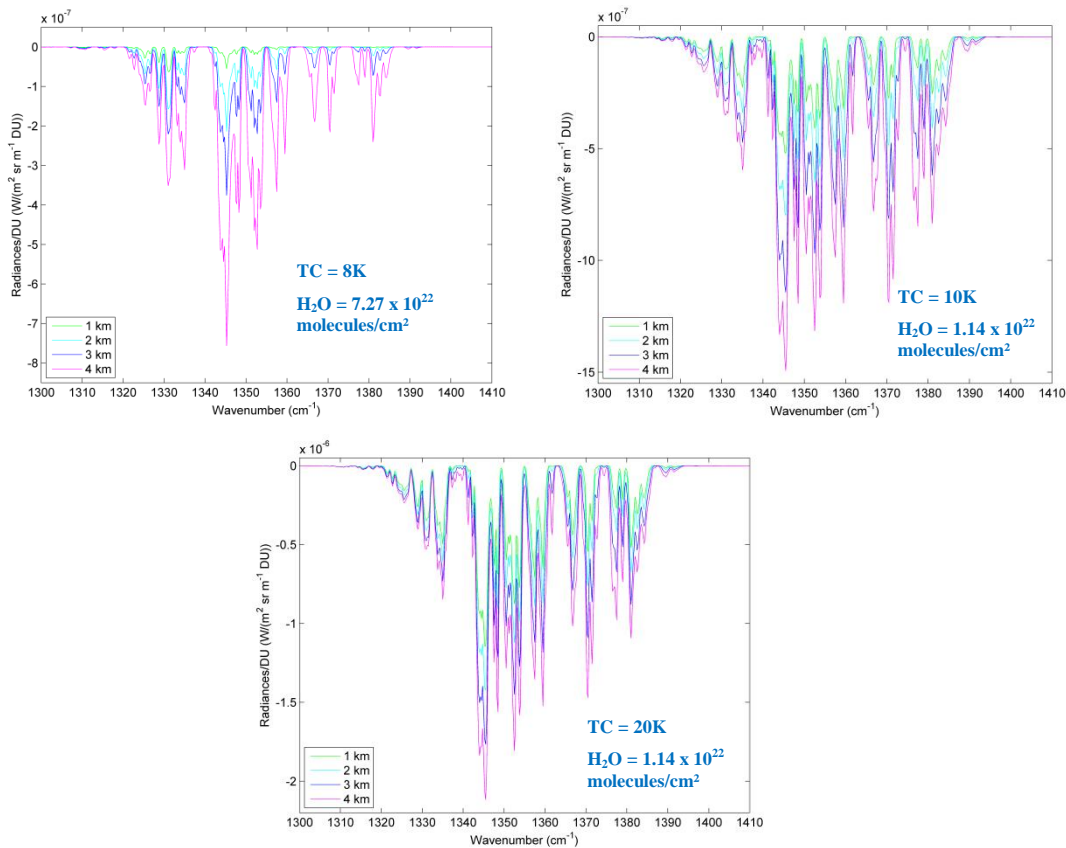 x 10⁻⁷
0
-1
-2
-3
-4
-5
-6
-7
-8
Radiances/DU (W/(m² sr m⁻¹ DU))
TC = 8K
H₂O = 7.27 x 10²²
molecules/cm²
1 km
2 km
3 km
4 km
1300 1310 1320 1330 1340 1350 1360 1370 1380 1390 1400 1410
Wavenumber (cm⁻¹)
x 10⁻⁷
0
-5
-10
-15
Radiances/DU (W/(m² sr m⁻¹ DU))
TC = 10K
H₂O = 1.14 x 10²²
molecules/cm²
1 km
2 km
3 km
4 km
1300 1310 1320 1330 1340 1350 1360 1370 1380 1390 1400 1410
Wavenumber (cm⁻¹)
x 10⁻⁶
0
-0.5
-1
-1.5
-2
Radiances/DU (W/(m² sr m⁻¹ DU))
TC = 20K
H₂O = 1.14 x 10²²
molecules/cm²
1 km
2 km
3 km
4 km
1300 1310 1320 1330 1340 1350 1360 1370 1380 1390 1400 1410
Wavenumber (cm⁻¹)